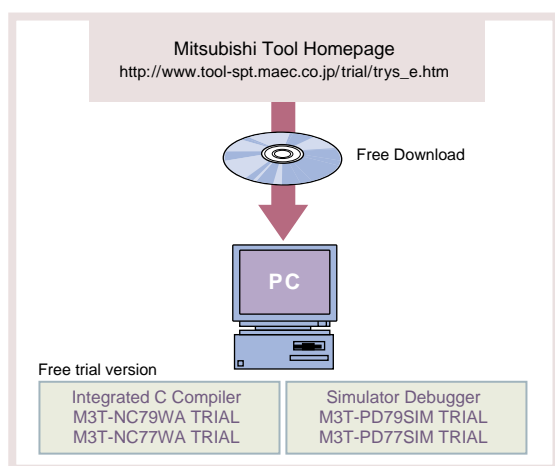 Mitsubishi Tool Homepage
http://www.tool-spt.maec.co.jp/trial/trys_e.htm
Free Download
PC
Free trial version
Integrated C Compiler
M3T-NC79WA TRIAL
M3T-NC77WA TRIAL
Simulator Debugger
M3T-PD79SIM TRIAL
M3T-PD77SIM TRIAL